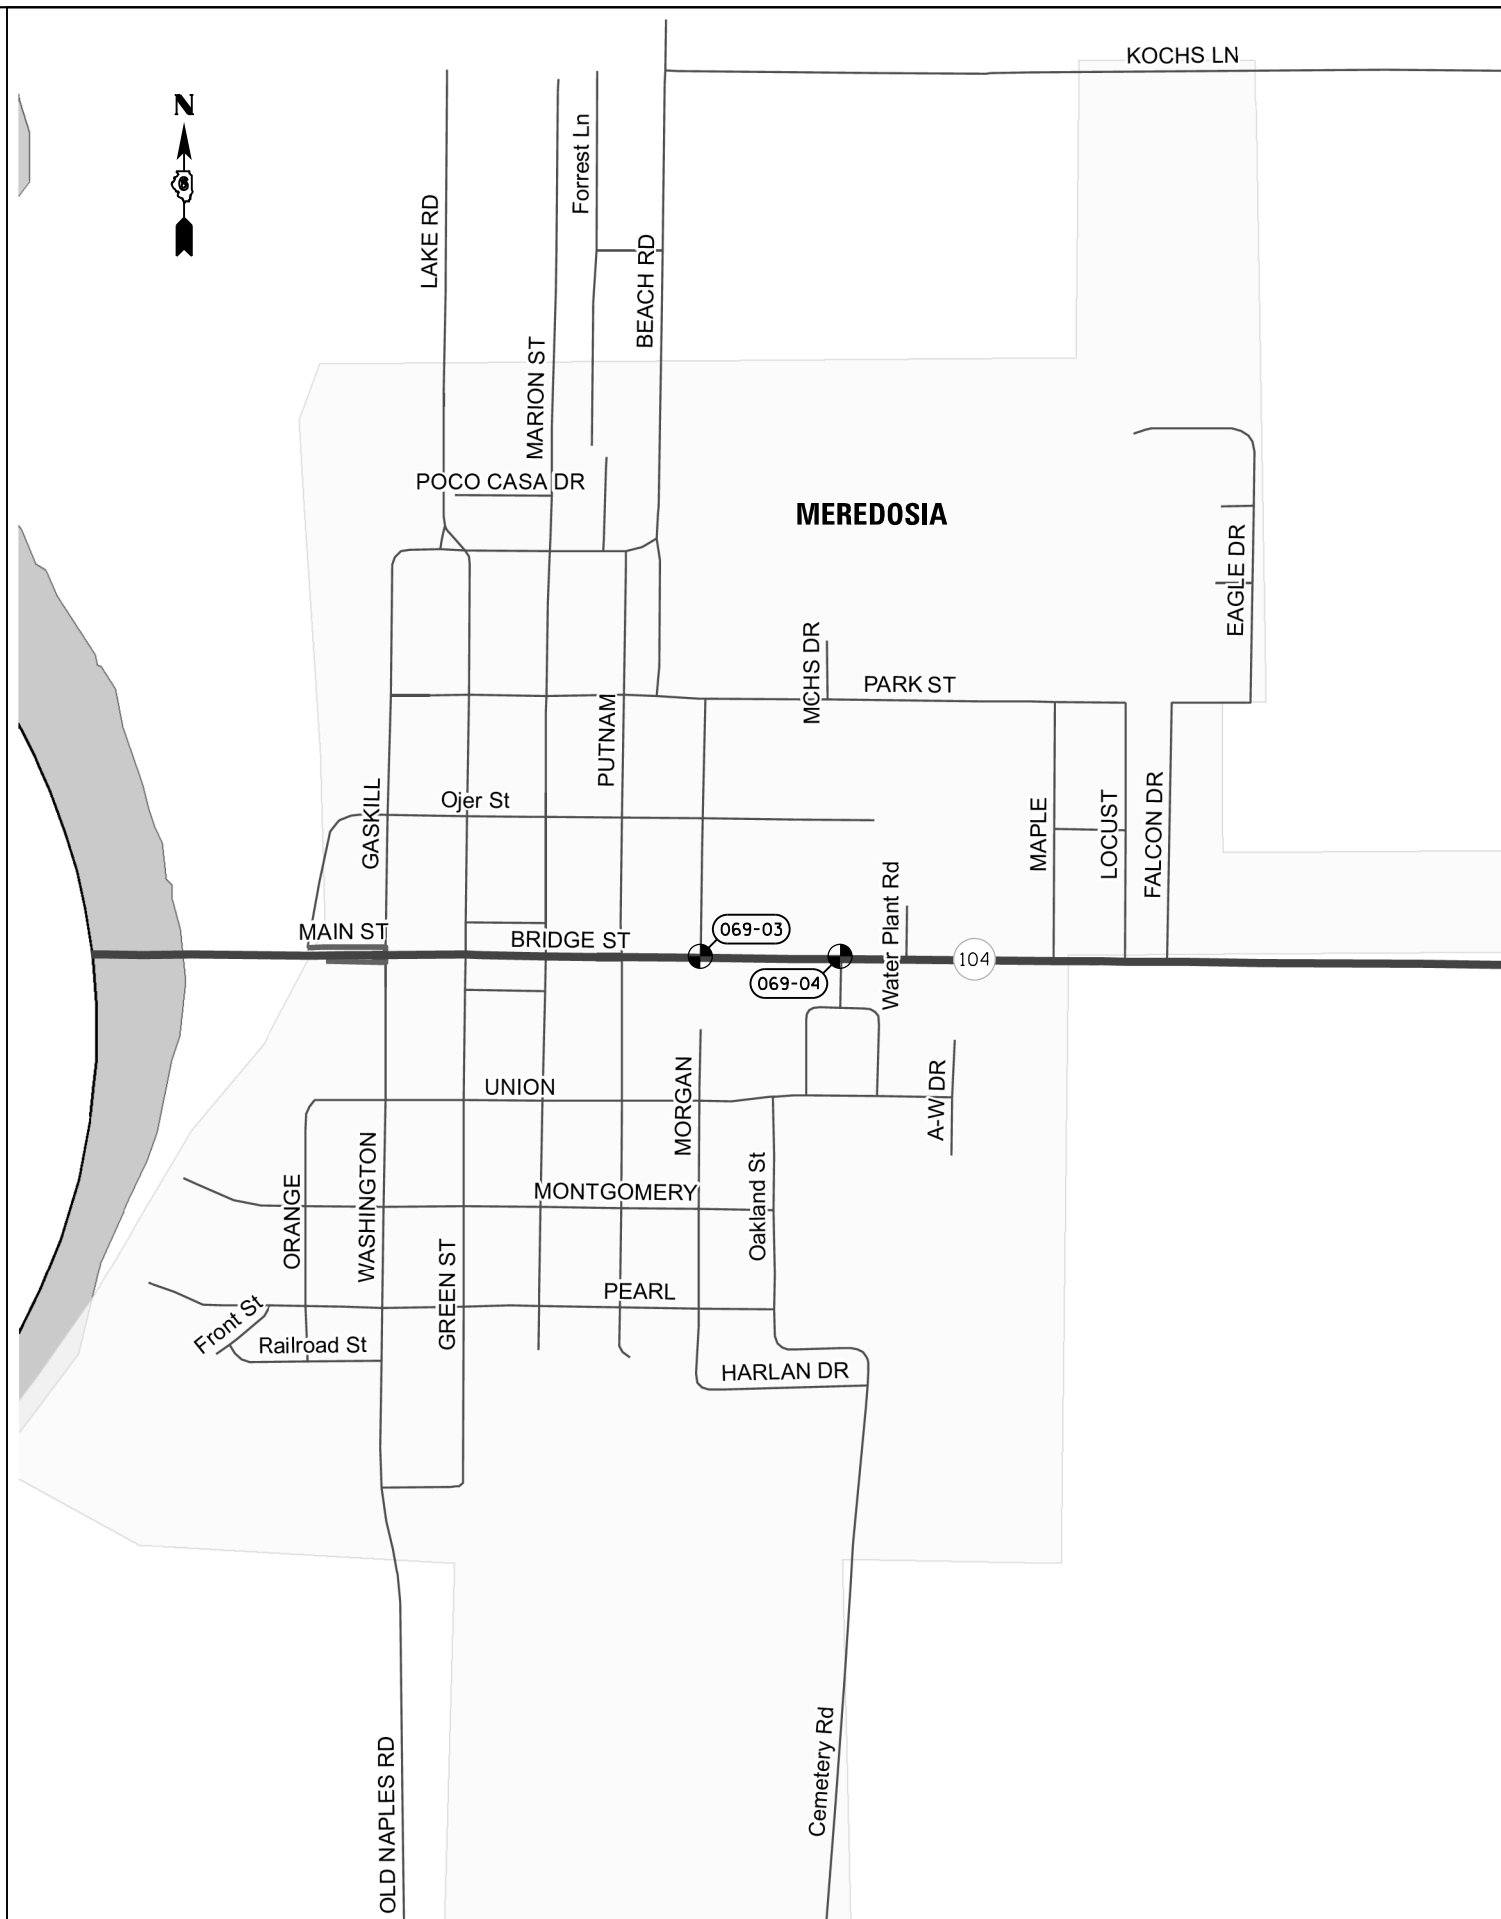 KOCHS LN
N
6
Forrest Ln
LAKE RD
BEACH RD
MARION ST
POCO CASA DR
MEREDOSIA
EAGLE DR
MCHS DR
PARK ST
PUTNAM
GASKILL
Ojer St
MAPLE
LOCUST
FALCON DR
Water Plant Rd
MAIN ST
BRIDGE ST
069-03
104
069-04
UNION
MORGAN
A-W DR
WASHINGTON
ORANGE
MONTGOMERY
Oakland St
GREEN ST
PEARL
Front St
Railroad St
HARLAN DR
OLD NAPLES RD
Cemetery Rd